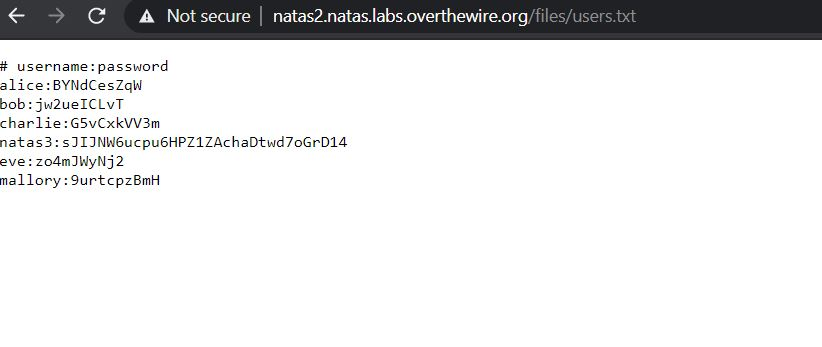 Not secure | natas2.natas.labs.overthewire.org/files/users.txt
# username:password
alice:BYNdCesZqW
bob:jw2ueICLvT
charlie:G5vCxkVV3m
natas3:sJIJNW6ucpu6HPZ1ZAchaDtwd7oGrD14
eve:zo4mJWyNj2
mallory:9urtcpzBmH